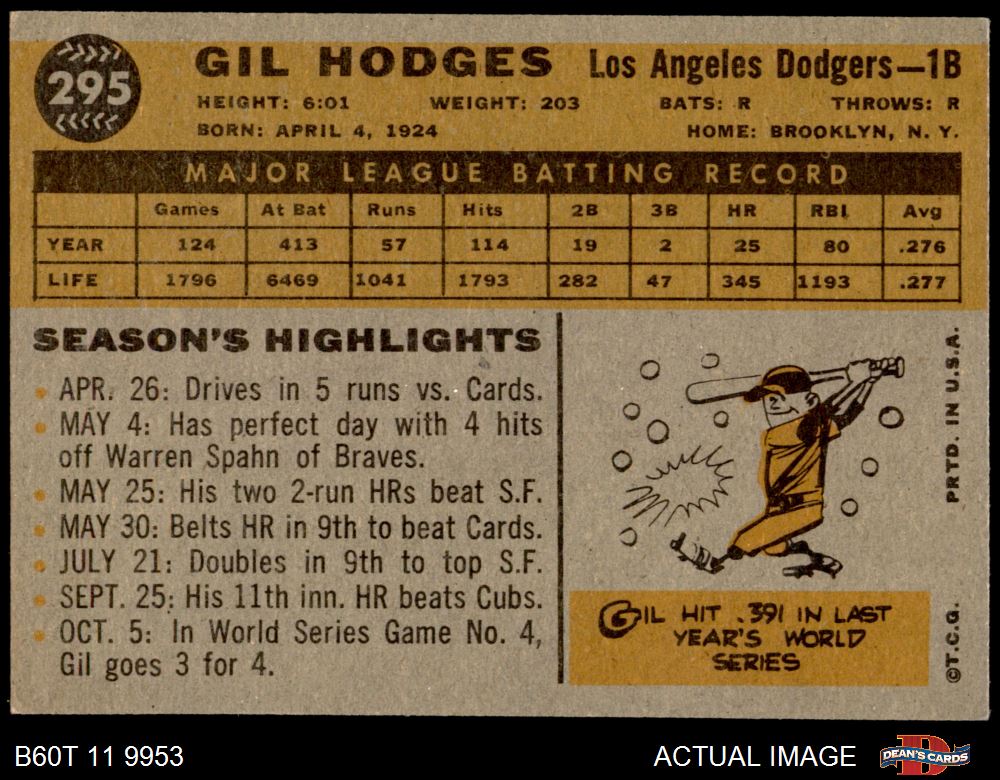 295
GIL HODGES Los Angeles Dodgers—1B
HEIGHT: 6:01 WEIGHT: 203 BATS: R THROWS: R
BORN: APRIL 4, 1924 HOME: BROOKLYN, N. Y.
MAJOR LEAGUE BATTING RECORD
Games At Bat Runs Hits 2B 3B HR RBI Avg
YEAR 124 413 57 114 19 2 25 80 .276
LIFE 1796 6469 1041 1793 282 47 345 1193 .277
SEASON'S HIGHLIGHTS
• APR. 26: Drives in 5 runs vs. Cards.
• MAY 4: Has perfect day with 4 hits
off Warren Spahn of Braves.
• MAY 25: His two 2-run HRs beat S.F.
• MAY 30: Belts HR in 9th to beat Cards.
• JULY 21: Doubles in 9th to top S.F.
• SEPT. 25: His 11th inn. HR beats Cubs.
• OCT. 5: In World Series Game No. 4,
Gil goes 3 for 4.
GIL HIT .391 IN LAST
YEAR'S WORLD
SERIES
©T.C.G. PRTD. IN U.S.A.
B60T 11 9953 ACTUAL IMAGE DEAN'S CARDS